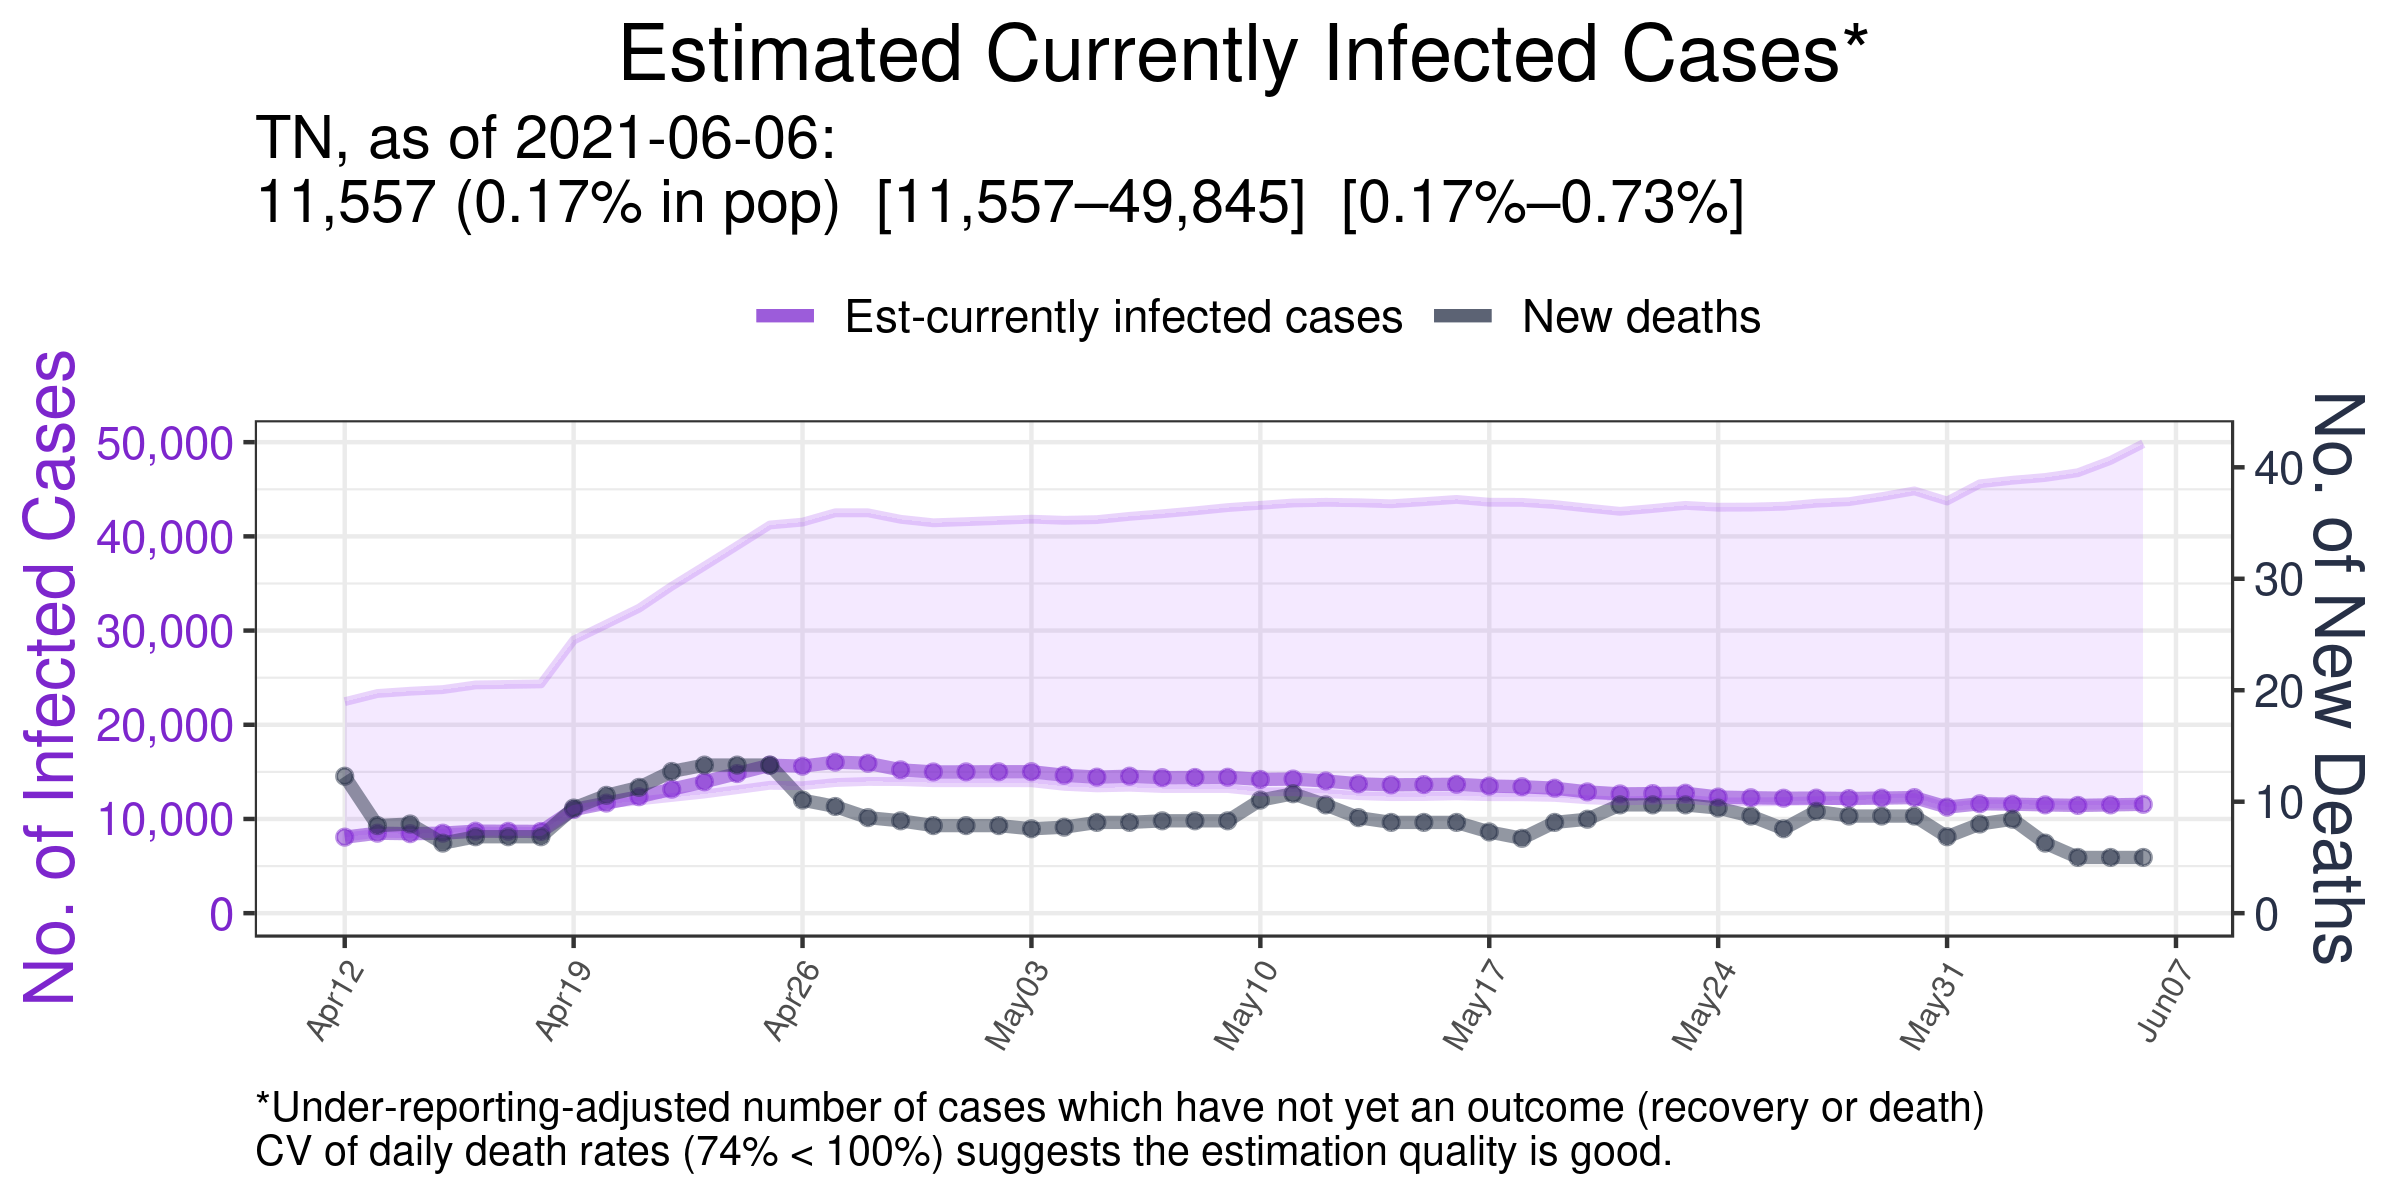 Estimated Currently Infected Cases*
TN, as of 2021-06-06:
11,557 (0.17% in pop)  [11,557–49,845]  [0.17%–0.73%]
Est-currently infected cases
New deaths
No. of Infected Cases
50,000
40,000
30,000
20,000
10,000
0
40
30
20
10
0
No. of New Deaths
Apr12
Apr19
Apr26
May03
May10
May17
May24
May31
Jun07
*Under-reporting-adjusted number of cases which have not yet an outcome (recovery or death)
CV of daily death rates (74% < 100%) suggests the estimation quality is good.